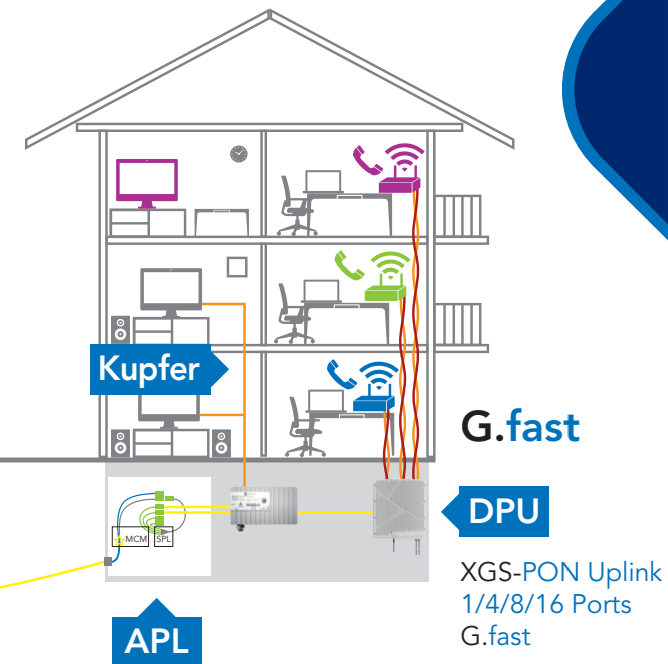 Kupfer
G.fast
DPU
MCM
SPL
XGS-PON Uplink
1/4/8/16 Ports
G.fast
APL